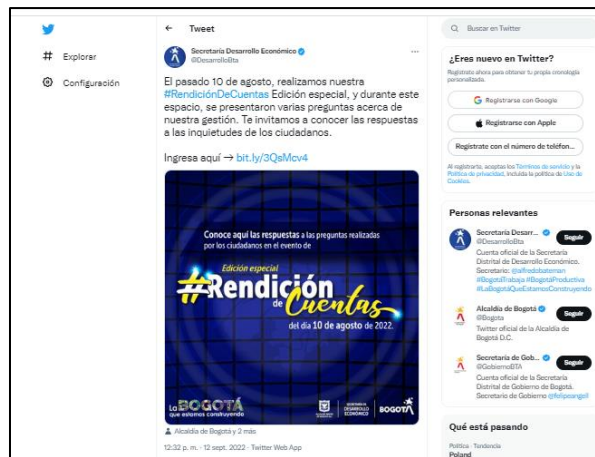 Explorar
Configuración
← Tweet
Secretaría Desarrollo Económico
@DesarrolloBta
El pasado 10 de agosto, realizamos nuestra
#RendiciónDeCuentas Edición especial, y durante este
espacio, se presentaron varias preguntas acerca de
nuestra gestión. Te invitamos a conocer las respuestas
a las inquietudes de los ciudadanos.
Ingresa aquí → bit.ly/3QsMcv4
Conoce aquí las respuestas a las preguntas realizadas
por los ciudadanos en el evento de
Edición especial
#Rendición
de Cuentas
del día 10 de agosto de 2022.
La BOGOTÁ
que estamos construyendo
SECRETARÍA DE
DESARROLLO
ECONÓMICO
BOGOTÁ
Alcaldía de Bogotá y 2 más
12:32 p. m. · 12 sept. 2022 · Twitter Web App
Buscar en Twitter
¿Eres nuevo en Twitter?
Regístrate ahora para obtener tu propia cronología
personalizada.
Registrarse con Google
Registrarse con Apple
Regístrate con el número de teléfon...
Al registrarte, aceptas los Términos de servicio y la
Política de privacidad, incluida la política de Uso de
Cookies.
Personas relevantes
Secretaría Desarr...
@DesarrolloBta
Seguir
Cuenta oficial de la Secretaría
Distrital de Desarrollo Económico.
Secretario: @alfredobateman
#BogotáTrabaja #BogotáProductiva
#LaBogotáQueEstamosConstruyendo
Alcaldía de Bogotá
@Bogota
Seguir
Twitter oficial de la Alcaldía de
Bogotá D.C.
Secretaría de Gob...
@GobiernoBTA
Seguir
Cuenta oficial de la Secretaría
Distrital de Gobierno de Bogotá.
Secretario de Gobierno @felipeangell
Qué está pasando
Política · Tendencia
Poland